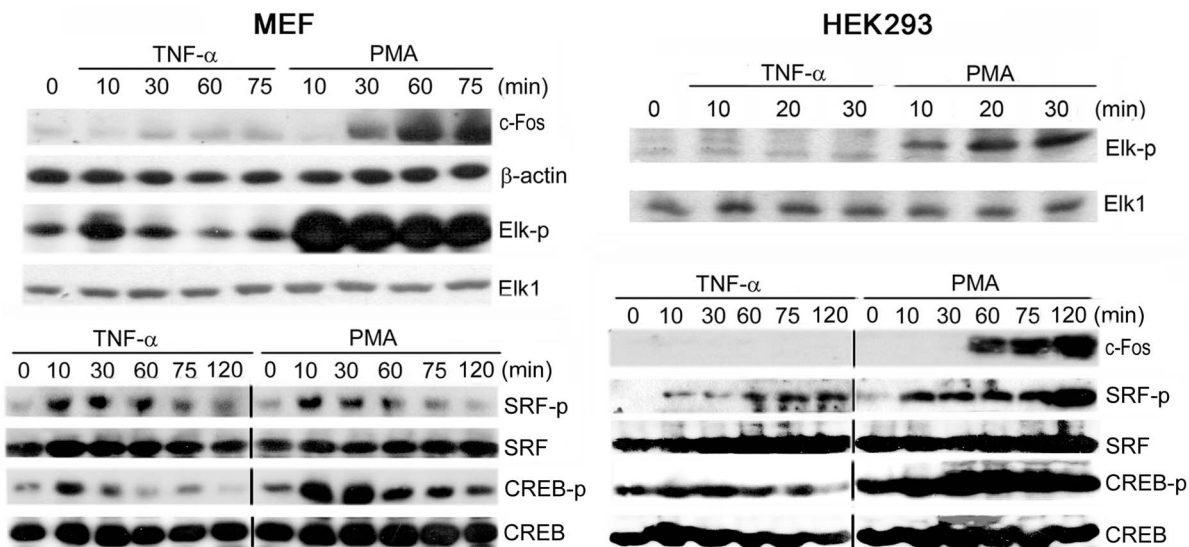 MEF
TNF-α PMA
0 10 30 60 75 10 30 60 75 (min)
c-Fos
β-actin
Elk-p
Elk1
TNF-α PMA
0 10 30 60 75 120 0 10 30 60 75 120 (min)
SRF-p
SRF
CREB-p
CREB
HEK293
TNF-α PMA
0 10 20 30 10 20 30 (min)
Elk-p
Elk1
TNF-α PMA
0 10 30 60 75 120 0 10 30 60 75 120 (min)
c-Fos
SRF-p
SRF
CREB-p
CREB